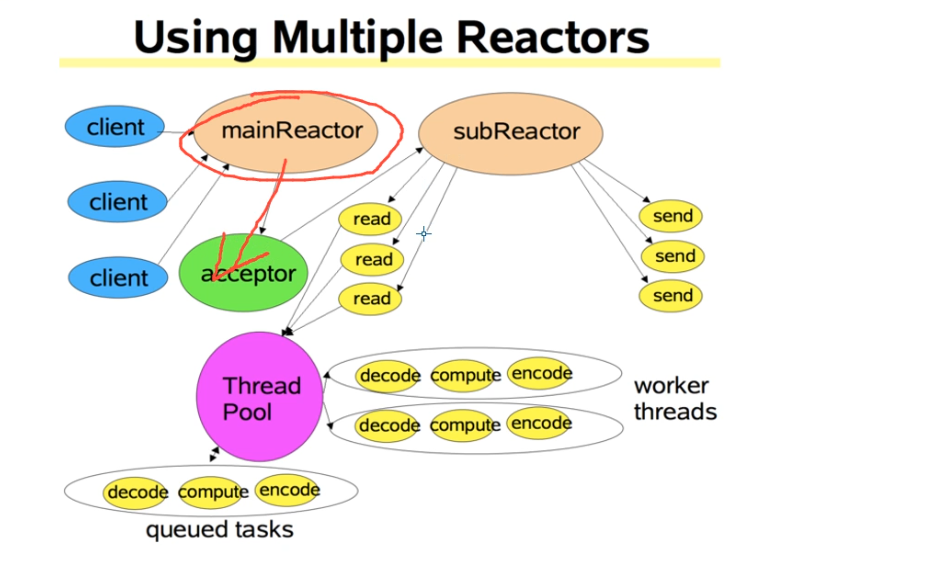 Using Multiple Reactors
client
mainReactor
subReactor
client
read
send
client
acceptor
read
send
read
send
Thread
Pool
decode compute encode
worker
threads
decode compute encode
decode compute encode
queued tasks